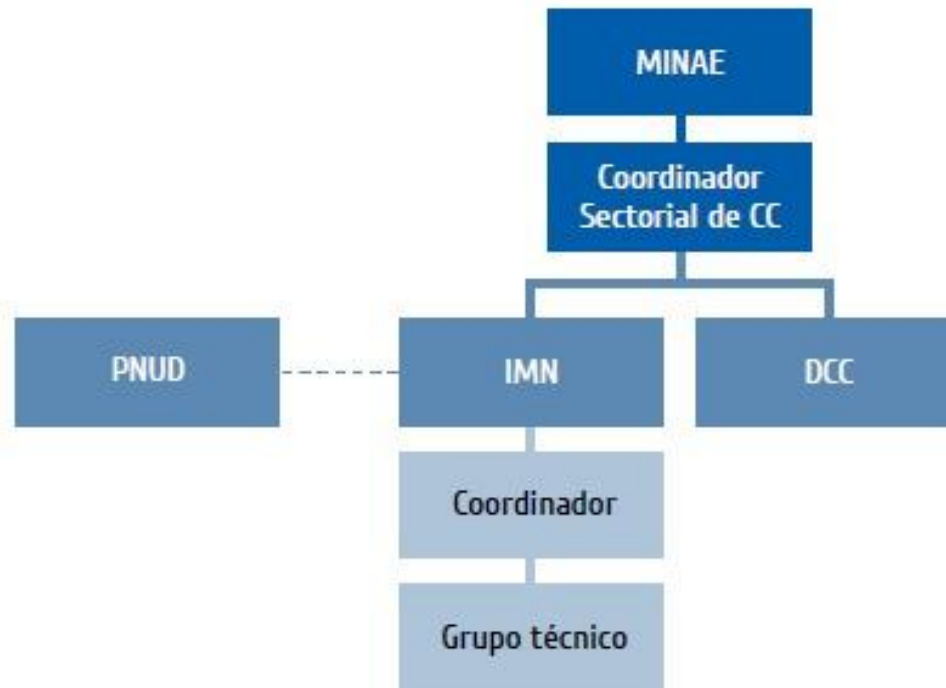 MINAE
Coordinador
Sectorial de CC
PNUD
IMN
DCC
Coordinador
Grupo técnico